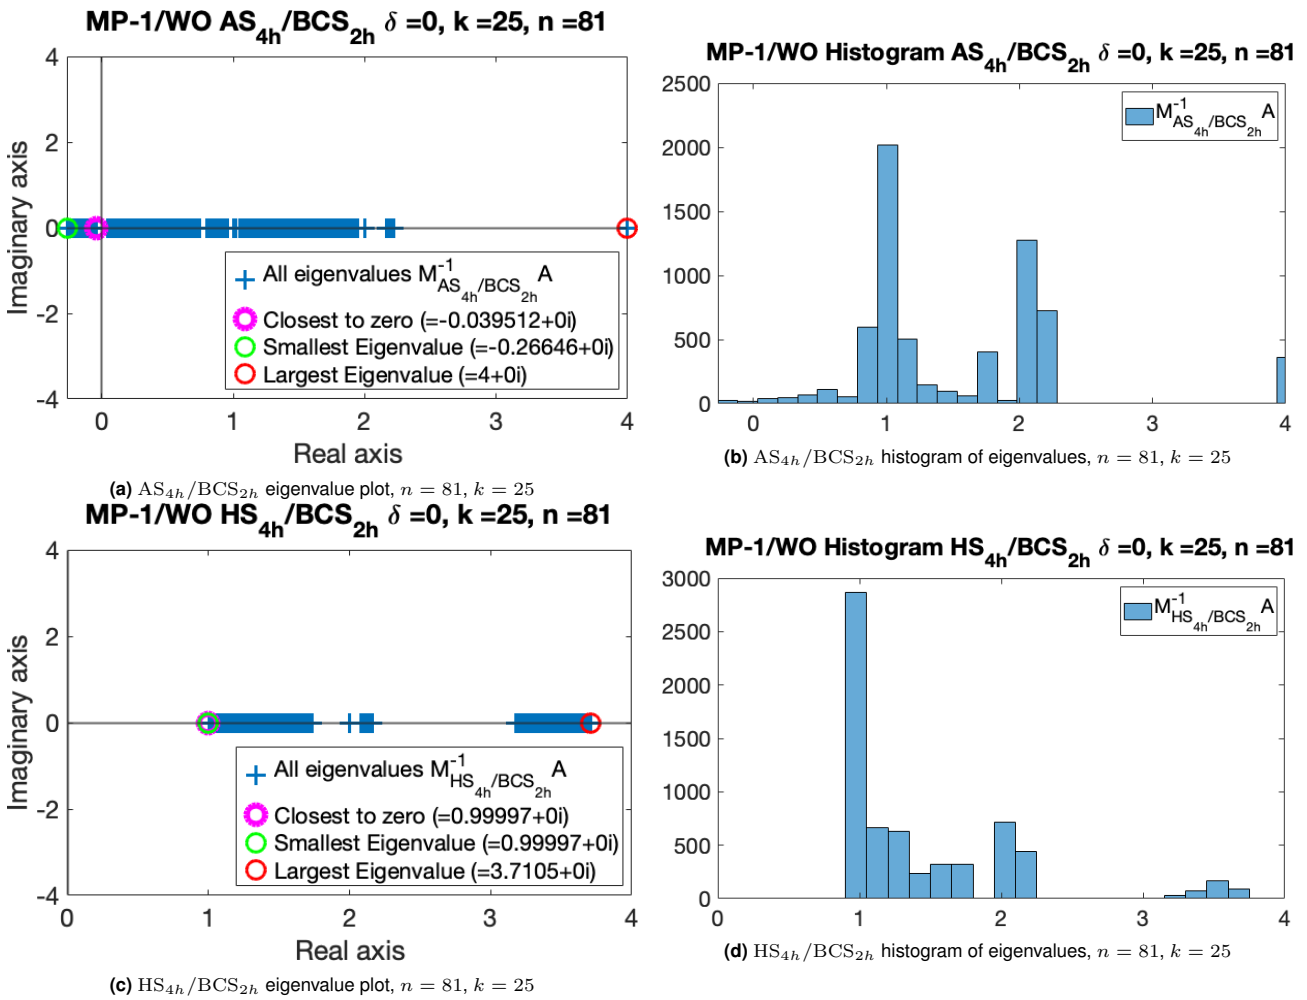 MP-1/WO AS4h/BCS2h δ =0, k =25, n =81
4
2
0
-2
-4
Imaginary axis
All eigenvalues M-1AS4h/BCS2hA
Closest to zero (=-0.039512+0i)
Smallest Eigenvalue (=-0.26646+0i)
Largest Eigenvalue (=4+0i)
0 1 2 3 4
Real axis
(a) AS4h/BCS2h eigenvalue plot, n = 81, k = 25
MP-1/WO Histogram AS4h/BCS2h δ =0, k =25, n =81
2500
2000
1500
1000
500
0
M-1AS4h/BCS2hA
0 1 2 3 4
(b) AS4h/BCS2h histogram of eigenvalues, n = 81, k = 25
MP-1/WO HS4h/BCS2h δ =0, k =25, n =81
4
2
0
-2
-4
Imaginary axis
All eigenvalues M-1HS4h/BCS2hA
Closest to zero (=0.99997+0i)
Smallest Eigenvalue (=0.99997+0i)
Largest Eigenvalue (=3.7105+0i)
0 1 2 3 4
Real axis
(c) HS4h/BCS2h eigenvalue plot, n = 81, k = 25
MP-1/WO Histogram HS4h/BCS2h δ =0, k =25, n =81
3000
2500
2000
1500
1000
500
0
M-1HS4h/BCS2hA
0 1 2 3 4
(d) HS4h/BCS2h histogram of eigenvalues, n = 81, k = 25